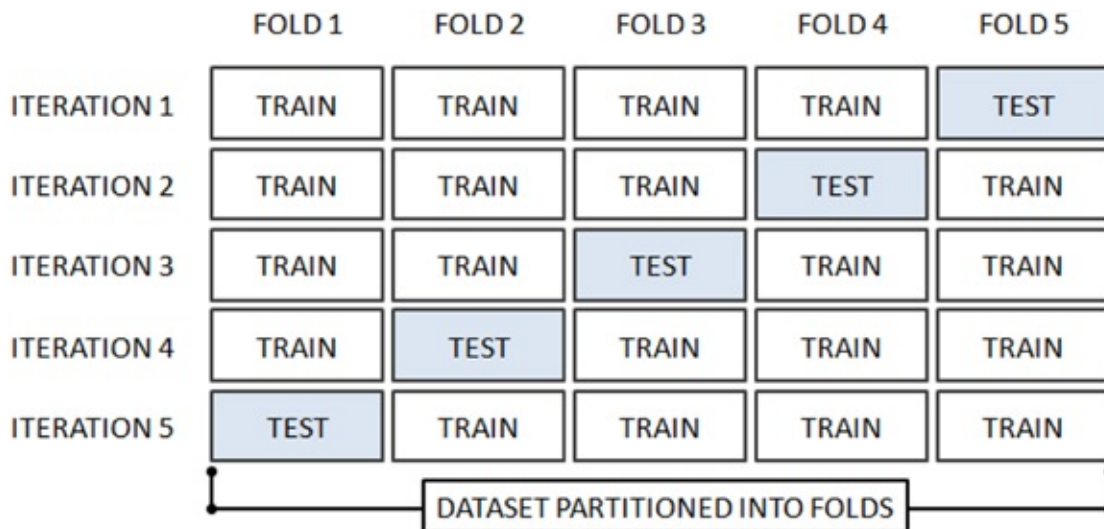 FOLD 1 FOLD 2 FOLD 3 FOLD 4 FOLD 5
ITERATION 1 TRAIN TRAIN TRAIN TRAIN TEST
ITERATION 2 TRAIN TRAIN TRAIN TEST TRAIN
ITERATION 3 TRAIN TRAIN TEST TRAIN TRAIN
ITERATION 4 TRAIN TEST TRAIN TRAIN TRAIN
ITERATION 5 TEST TRAIN TRAIN TRAIN TRAIN
DATASET PARTITIONED INTO FOLDS